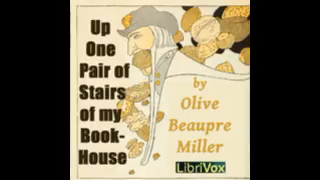 Up
One
Pair of
Stairs
of my
Book-
House
by
Olive
Beaupre
Miller
LibriVox